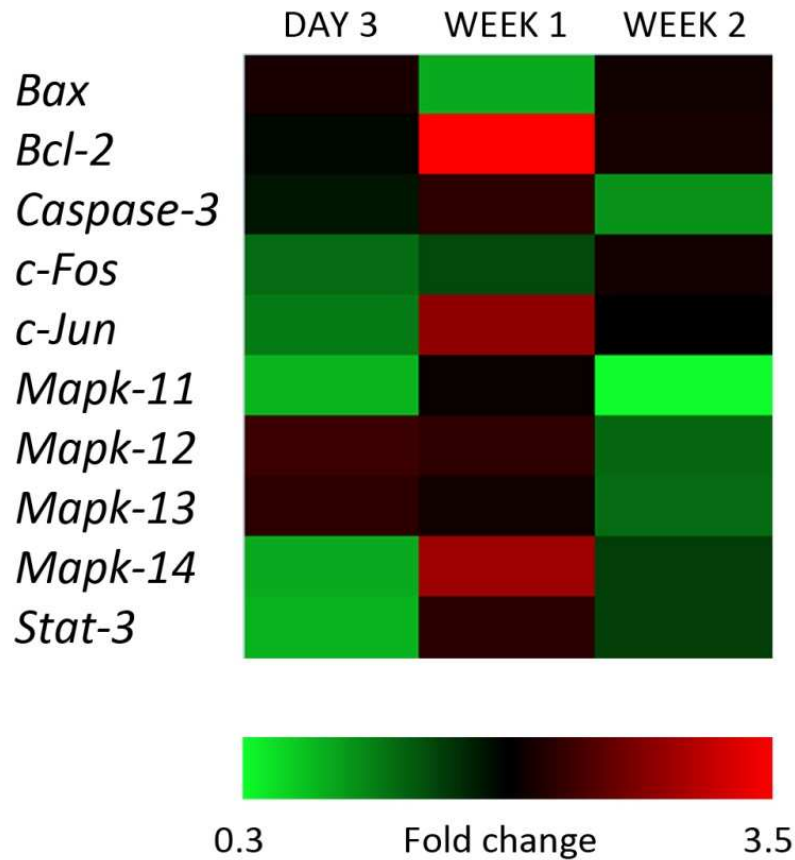 DAY 3 WEEK 1 WEEK 2
Bax
Bcl-2
Caspase-3
c-Fos
c-Jun
Mapk-11
Mapk-12
Mapk-13
Mapk-14
Stat-3
0.3 Fold change 3.5